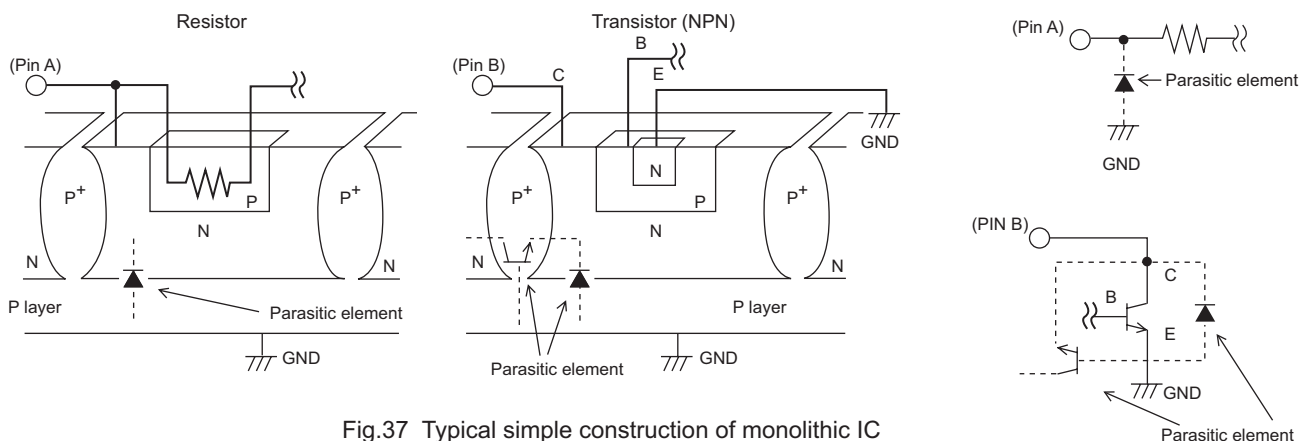 Resistor
(Pin A)
P+
P+
P
N
N
N
P layer
Parasitic element
GND
Transistor (NPN)
(Pin B)
C
B
E
GND
P+
P+
N
P
N
N
N
P layer
Parasitic element
GND
(Pin A)
Parasitic element
GND
(PIN B)
C
B
E
GND
Parasitic element
Fig.37 Typical simple construction of monolithic IC